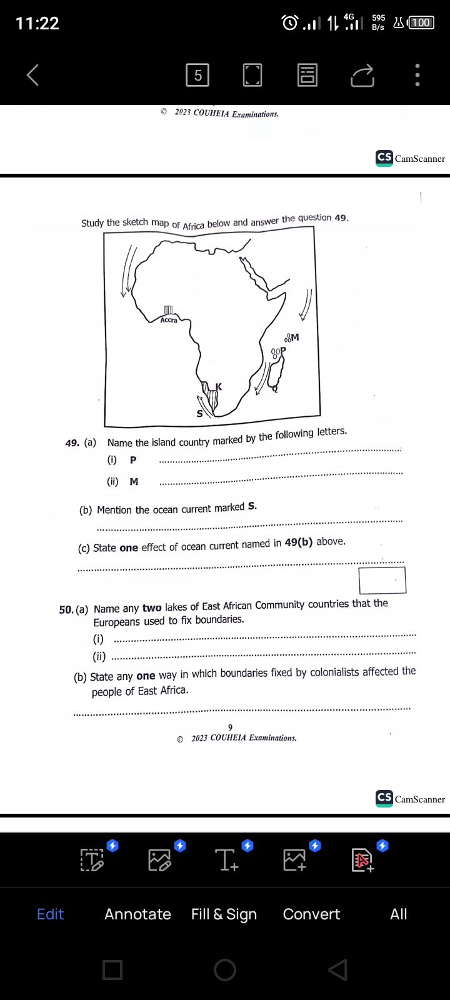 11:22
4G
595
B/s
100
5
© 2023 COUHEIA Examinations.
CS CamScanner
Study the sketch map of Africa below and answer the question 49.
Accra
M
P
K
Q
S
49. (a) Name the island country marked by the following letters.
(i) P ..........
(ii) M ..........
(b) Mention the ocean current marked S.
..........
(c) State one effect of ocean current named in 49(b) above.
..........
50. (a) Name any two lakes of East African Community countries that the
Europeans used to fix boundaries.
(i) ..........
(ii) ..........
(b) State any one way in which boundaries fixed by colonialists affected the
people of East Africa.
..........
9
© 2023 COUHEIA Examinations.
CS CamScanner
Edit Annotate Fill & Sign Convert All